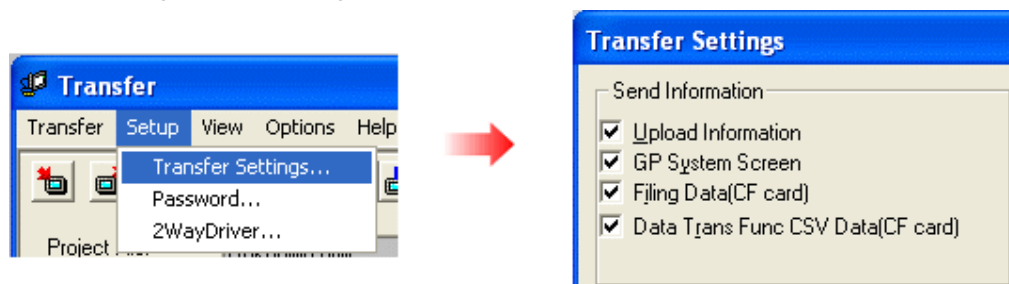 Transfer
Transfer Setup View Options Help
Transfer Settings...
Password...
2WayDriver...
Project
Transfer Settings
Send Information
Upload Information
GP System Screen
Filing Data(CF card)
Data Trans Func CSV Data(CF card)